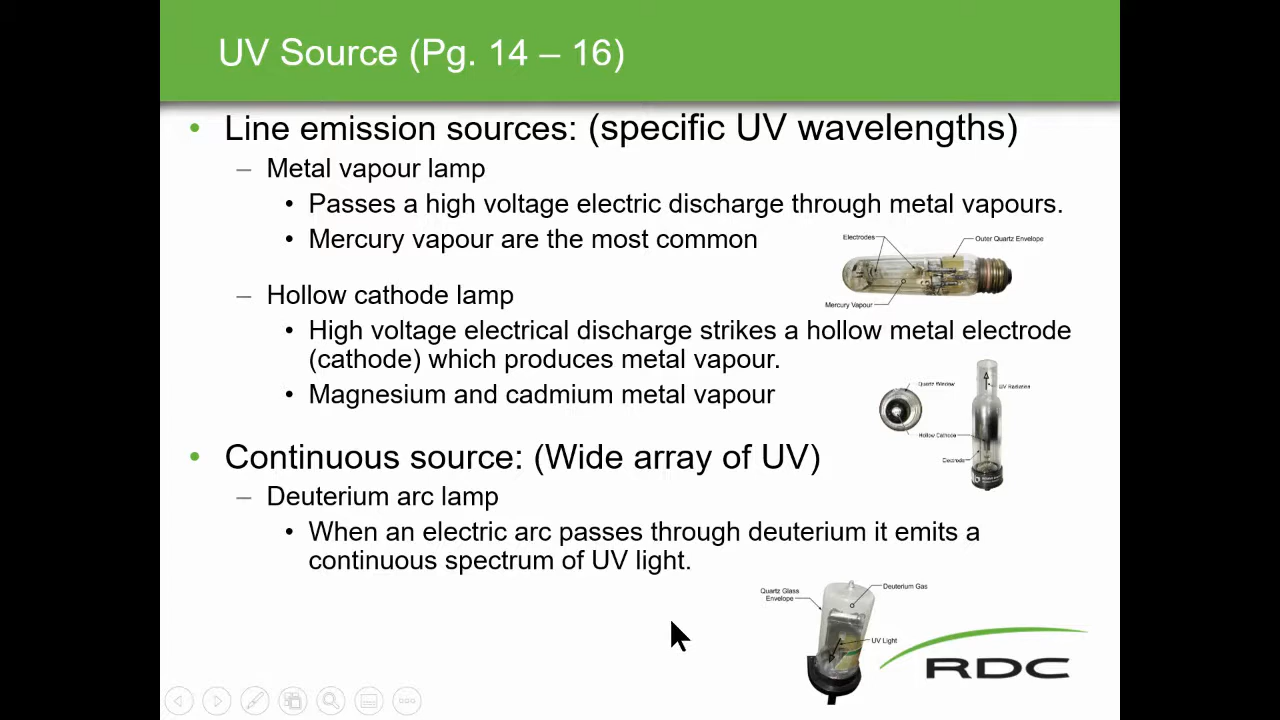 UV Source (Pg. 14 – 16)
• Line emission sources: (specific UV wavelengths)
– Metal vapour lamp
• Passes a high voltage electric discharge through metal vapours.
• Mercury vapour are the most common
Electrodes
Outer Quartz Envelope
Mercury Vapour
– Hollow cathode lamp
• High voltage electrical discharge strikes a hollow metal electrode
(cathode) which produces metal vapour.
• Magnesium and cadmium metal vapour
Quartz Window
UV Radiation
Hollow Cathode
Electrode
• Continuous source: (Wide array of UV)
– Deuterium arc lamp
• When an electric arc passes through deuterium it emits a
continuous spectrum of UV light.
Quartz Glass
Envelope
Deuterium Gas
UV Light
RDC